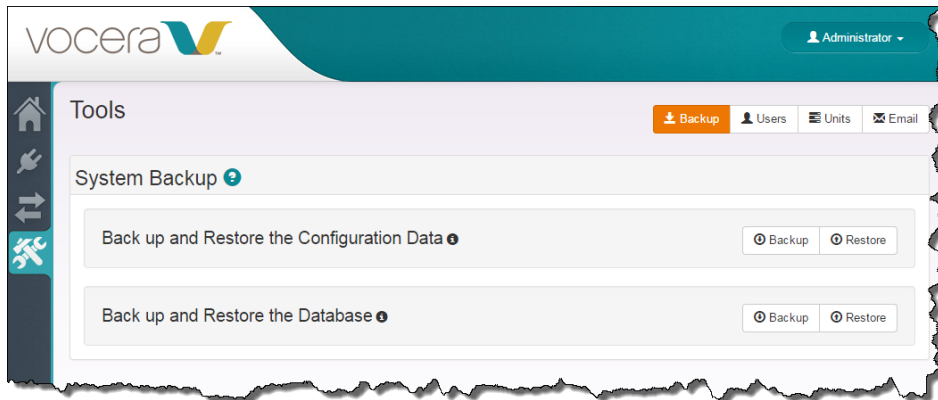 vocera
Administrator
Tools
Backup Users Units Email
System Backup
Back up and Restore the Configuration Data
Backup Restore
Back up and Restore the Database
Backup Restore